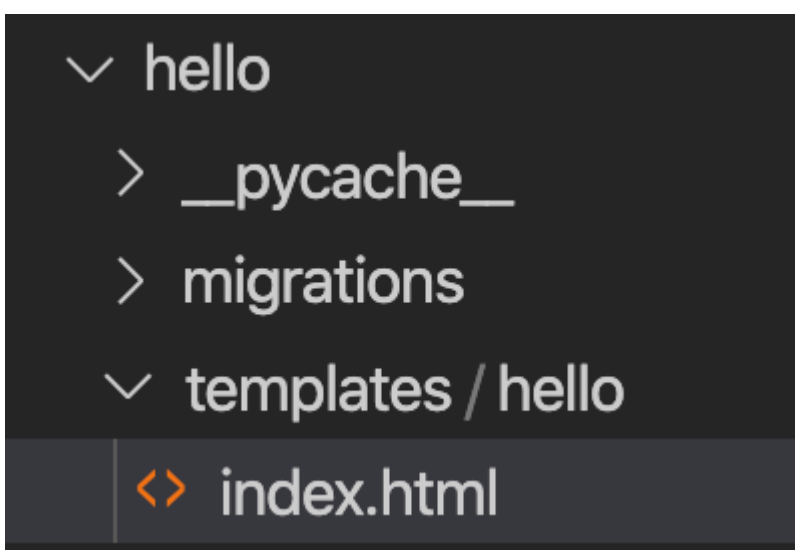 hello
__pycache__
migrations
templates / hello
index.html